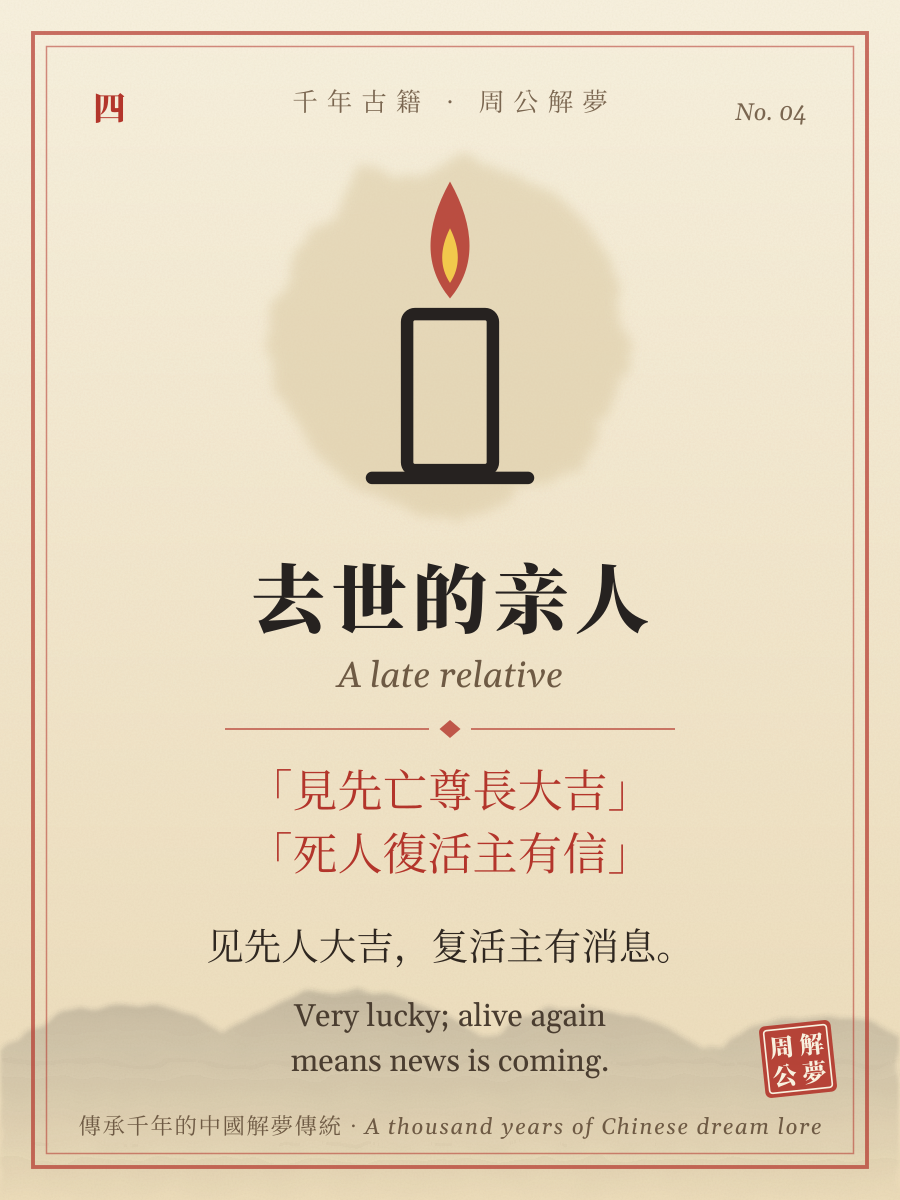 四
千年古籍 · 周公解夢
No. 04
去世的亲人
A late relative
「見先亡尊長大吉」
「死人復活主有信」
见先人大吉，复活主有消息。
Very lucky; alive again
means news is coming.
周解
公夢
傳承千年的中國解夢傳統 · A thousand years of Chinese dream lore